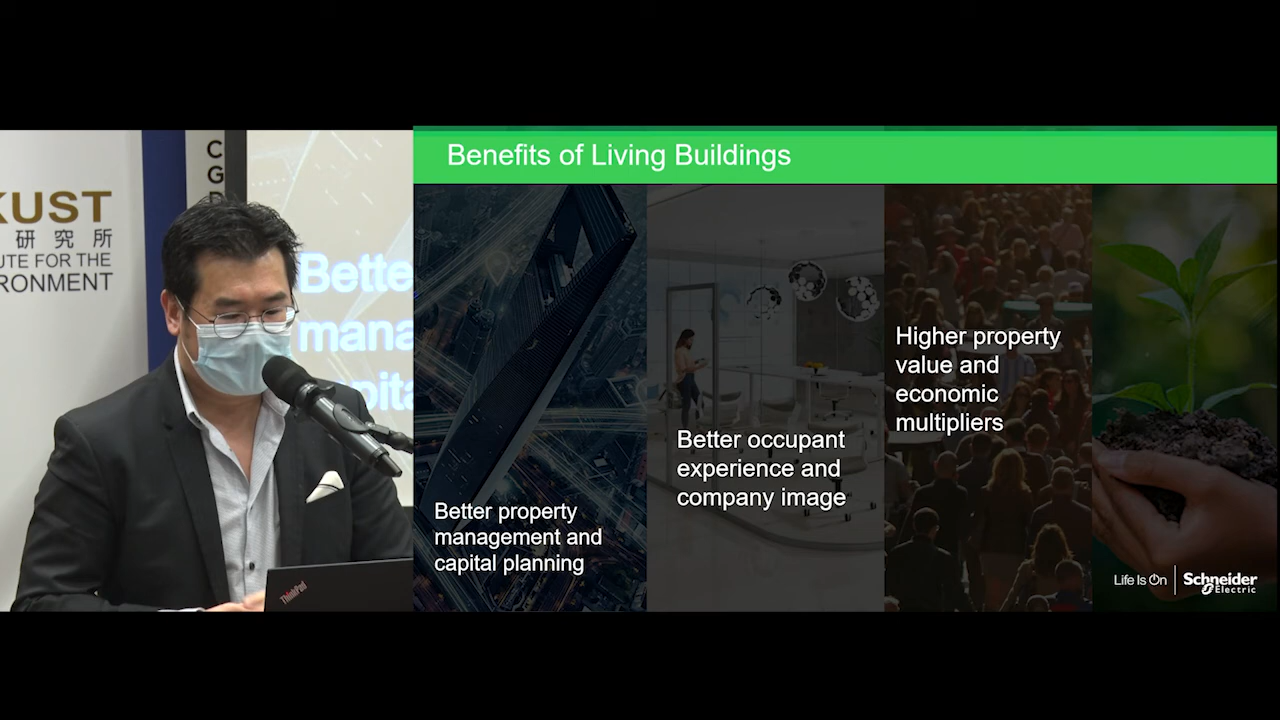 KUST
研究所
UTE FOR THE
RONMENT
C
G
Bette
mana
Benefits of Living Buildings
Better property
management and
capital planning
Better occupant
experience and
company image
Higher property
value and
economic
multipliers
ThinkPad
Life Is On
Schneider
Electric